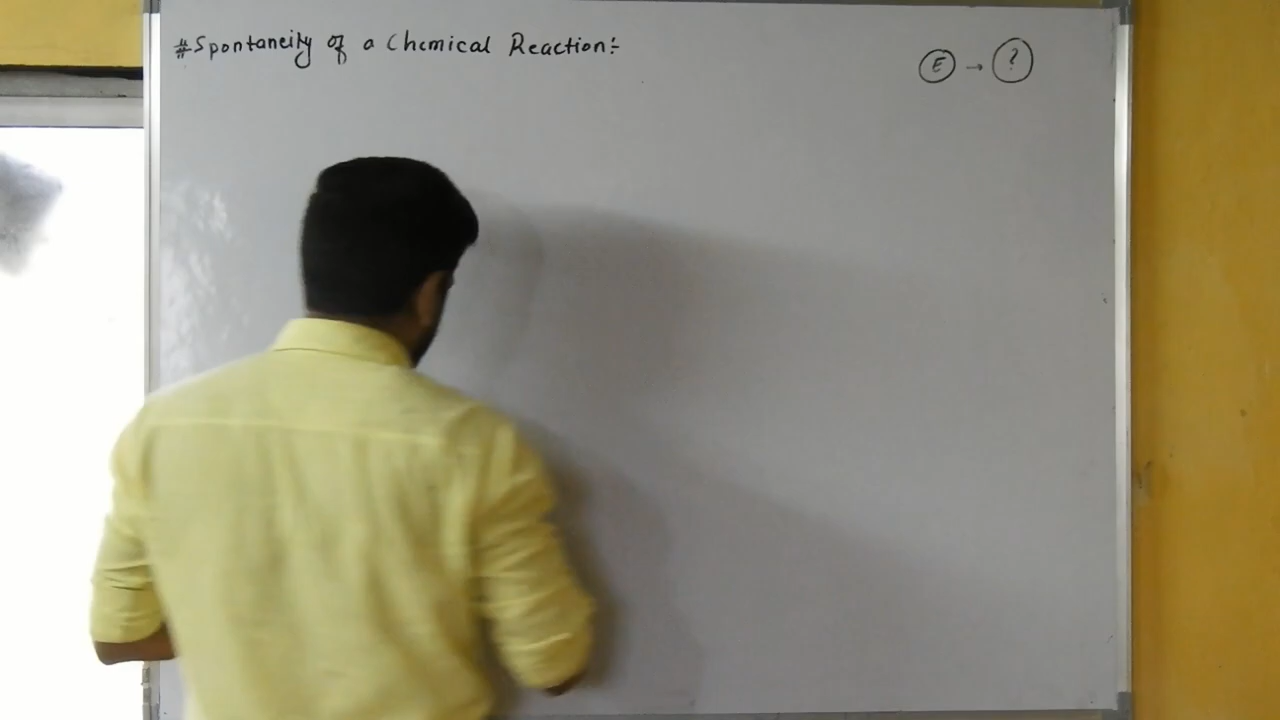 #Spontaneity of a Chemical Reaction:-
E → ?